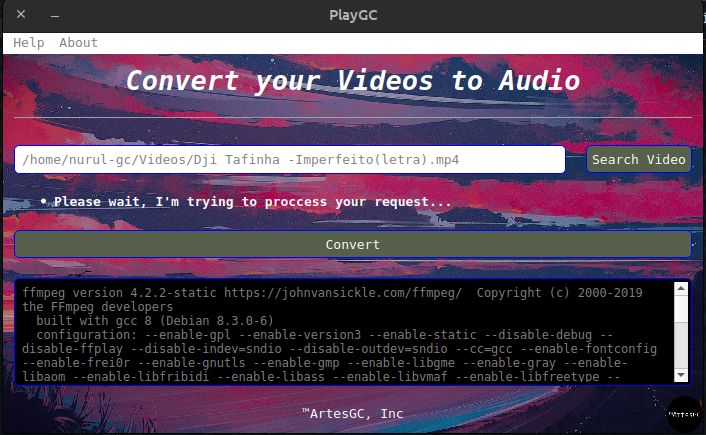 PlayGC
Help About
Convert your Videos to Audio
/home/nurul-gc/Videos/Dji Tafinha -Imperfeito(letra).mp4
Search Video
• Please wait, I'm trying to proccess your request...
Convert
ffmpeg version 4.2.2-static https://johnvansickle.com/ffmpeg/  Copyright (c) 2000-2019
the FFmpeg developers
built with gcc 8 (Debian 8.3.0-6)
configuration: --enable-gpl --enable-version3 --enable-static --disable-debug --
disable-ffplay --disable-indev=sndio --disable-outdev=sndio --cc=gcc --enable-fontconfig
--enable-frei0r --enable-gnutls --enable-gmp --enable-libgme --enable-gray --enable-
libaom --enable-libfribidi --enable-libass --enable-libvmaf --enable-libfreetype --
™ArtesGC, Inc
™ArtesGC